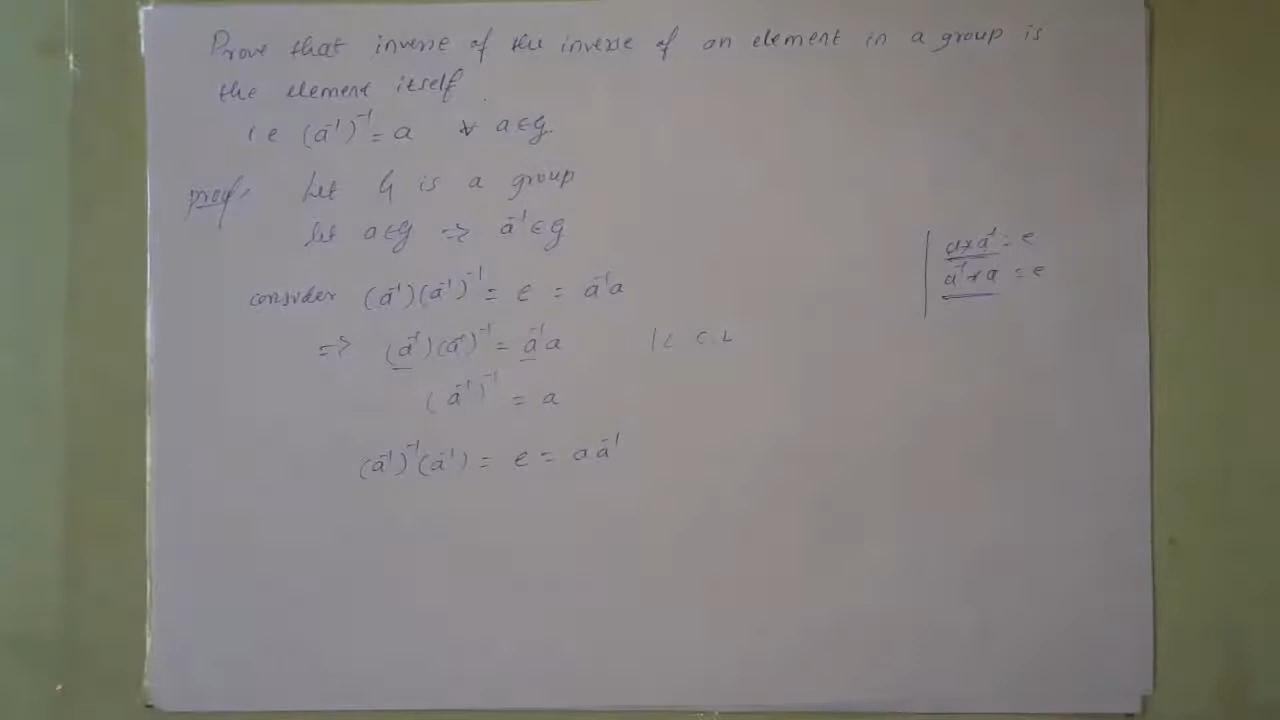 Prove that inverse of the inverse of an element in a group is
the element itself.
ie (a⁻¹)⁻¹ = a ∀ a∈G.
proof:
Let G is a group
let a∈G ⇒ a⁻¹∈G
a*a⁻¹ = e
a⁻¹*a = e
consider (a⁻¹)(a⁻¹)⁻¹ = e = a⁻¹a
⇒ (a⁻¹)(a⁻¹)⁻¹ = a⁻¹a C.L
(a⁻¹)⁻¹ = a
(a⁻¹)⁻¹(a⁻¹) = e = aa⁻¹